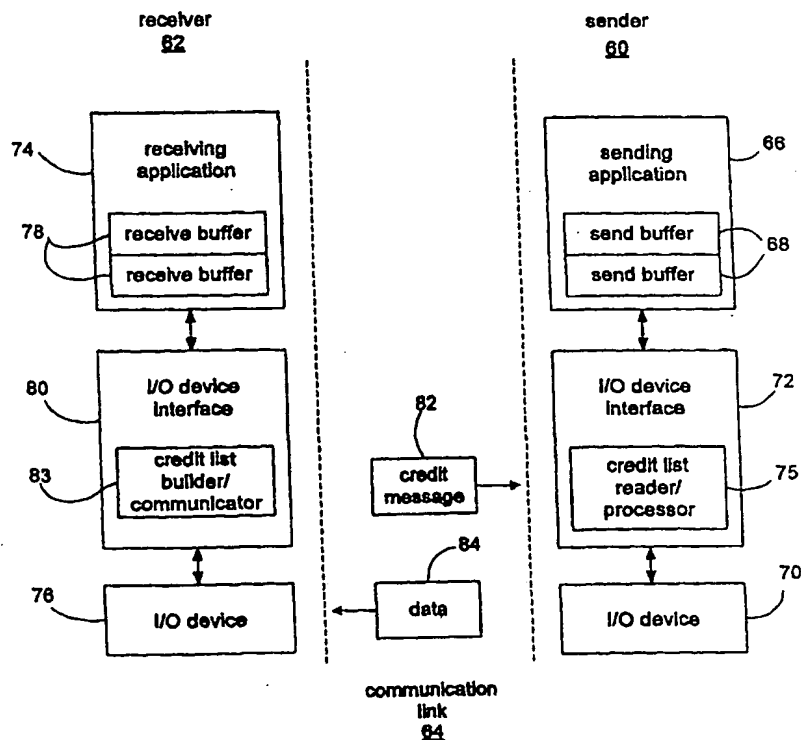 receiver
62
sender
60
74
receiving
application
78
receive buffer
receive buffer
sending
application
66
send buffer
send buffer
68
80
I/O device
interface
83
credit list
builder/
communicator
82
credit
message
I/O device
interface
72
credit list
reader/
processor
75
76
I/O device
84
data
I/O device
70
communication
link
64